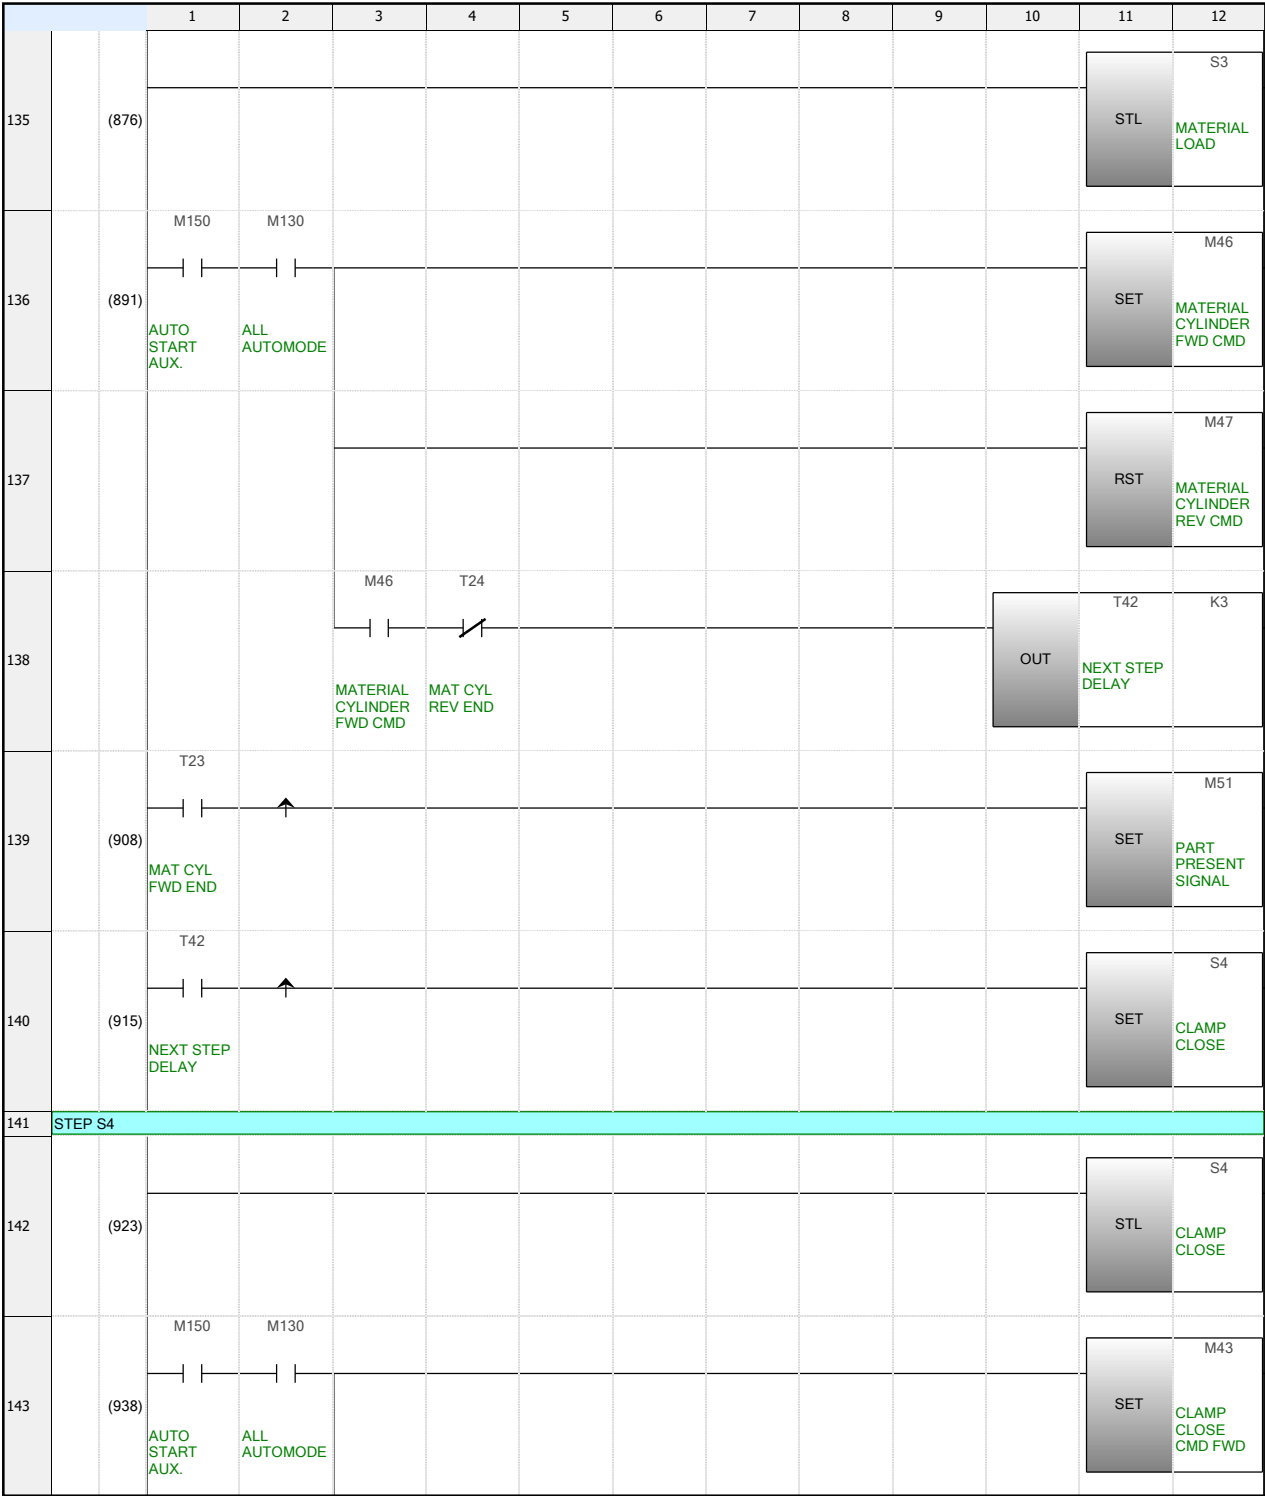 1 2 3 4 5 6 7 8 9 10 11 12
135
(876)
STL
S3
MATERIAL
LOAD
136
(891)
M150
AUTO
START
AUX.
M130
ALL
AUTOMODE
SET
M46
MATERIAL
CYLINDER
FWD CMD
137
RST
M47
MATERIAL
CYLINDER
REV CMD
138
M46
MATERIAL
CYLINDER
FWD CMD
T24
MAT CYL
REV END
OUT
T42
NEXT STEP
DELAY
K3
139
(908)
T23
MAT CYL
FWD END
SET
M51
PART
PRESENT
SIGNAL
140
(915)
T42
NEXT STEP
DELAY
SET
S4
CLAMP
CLOSE
141
STEP S4
142
(923)
STL
S4
CLAMP
CLOSE
143
(938)
M150
AUTO
START
AUX.
M130
ALL
AUTOMODE
SET
M43
CLAMP
CLOSE
CMD FWD